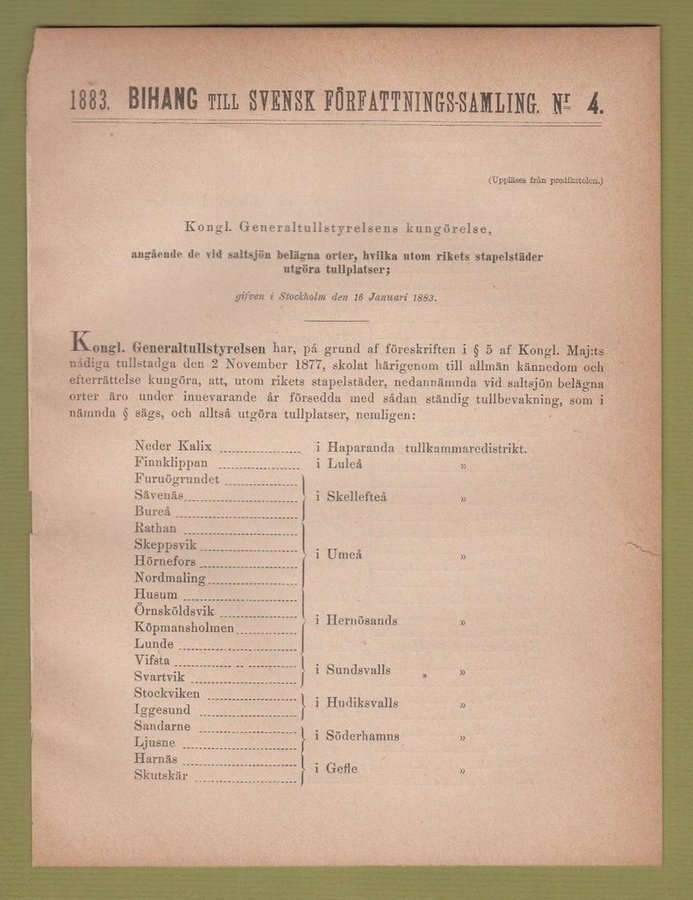 1883. BIHANG TILL SVENSK FÖRFATTNINGS-SAMLING. Nr 4.
(Uppläses från predikstolen.)
Kongl. Generaltullstyrelsens kungörelse,
angående de vid saltsjön belägna orter, hvilka utom rikets stapelstäder
utgöra tullplatser;
gifven i Stockholm den 16 Januari 1883.
Kongl. Generaltullstyrelsen har, på grund af föreskriften i § 5 af Kongl. Maj:ts
nådiga tullstadga den 2 November 1877, skolat härigenom till allmän kännedom och
efterrättelse kungöra, att, utom rikets stapelstäder, nedannämnda vid saltsjön belägna
orter äro under innevarande år försedda med sådan ständig tullbevakning, som i
nämnda § sägs, och alltså utgöra tullplatser, nemligen:
Neder Kalix i Haparanda tullkammaredistrikt.
Finnklippan i Luleå »
Furuögrundet
Sävenäs i Skellefteå »
Bureå
Rathan
Skeppsvik
Hörnefors i Umeå »
Nordmaling
Husum
Örnsköldsvik
Köpmansholmen i Hernösands »
Lunde
Vifsta
Svartvik i Sundsvalls »
Stockviken
Iggesund i Hudiksvalls »
Sandarne
Ljusne i Söderhamns »
Harnäs
Skutskär i Gefle »